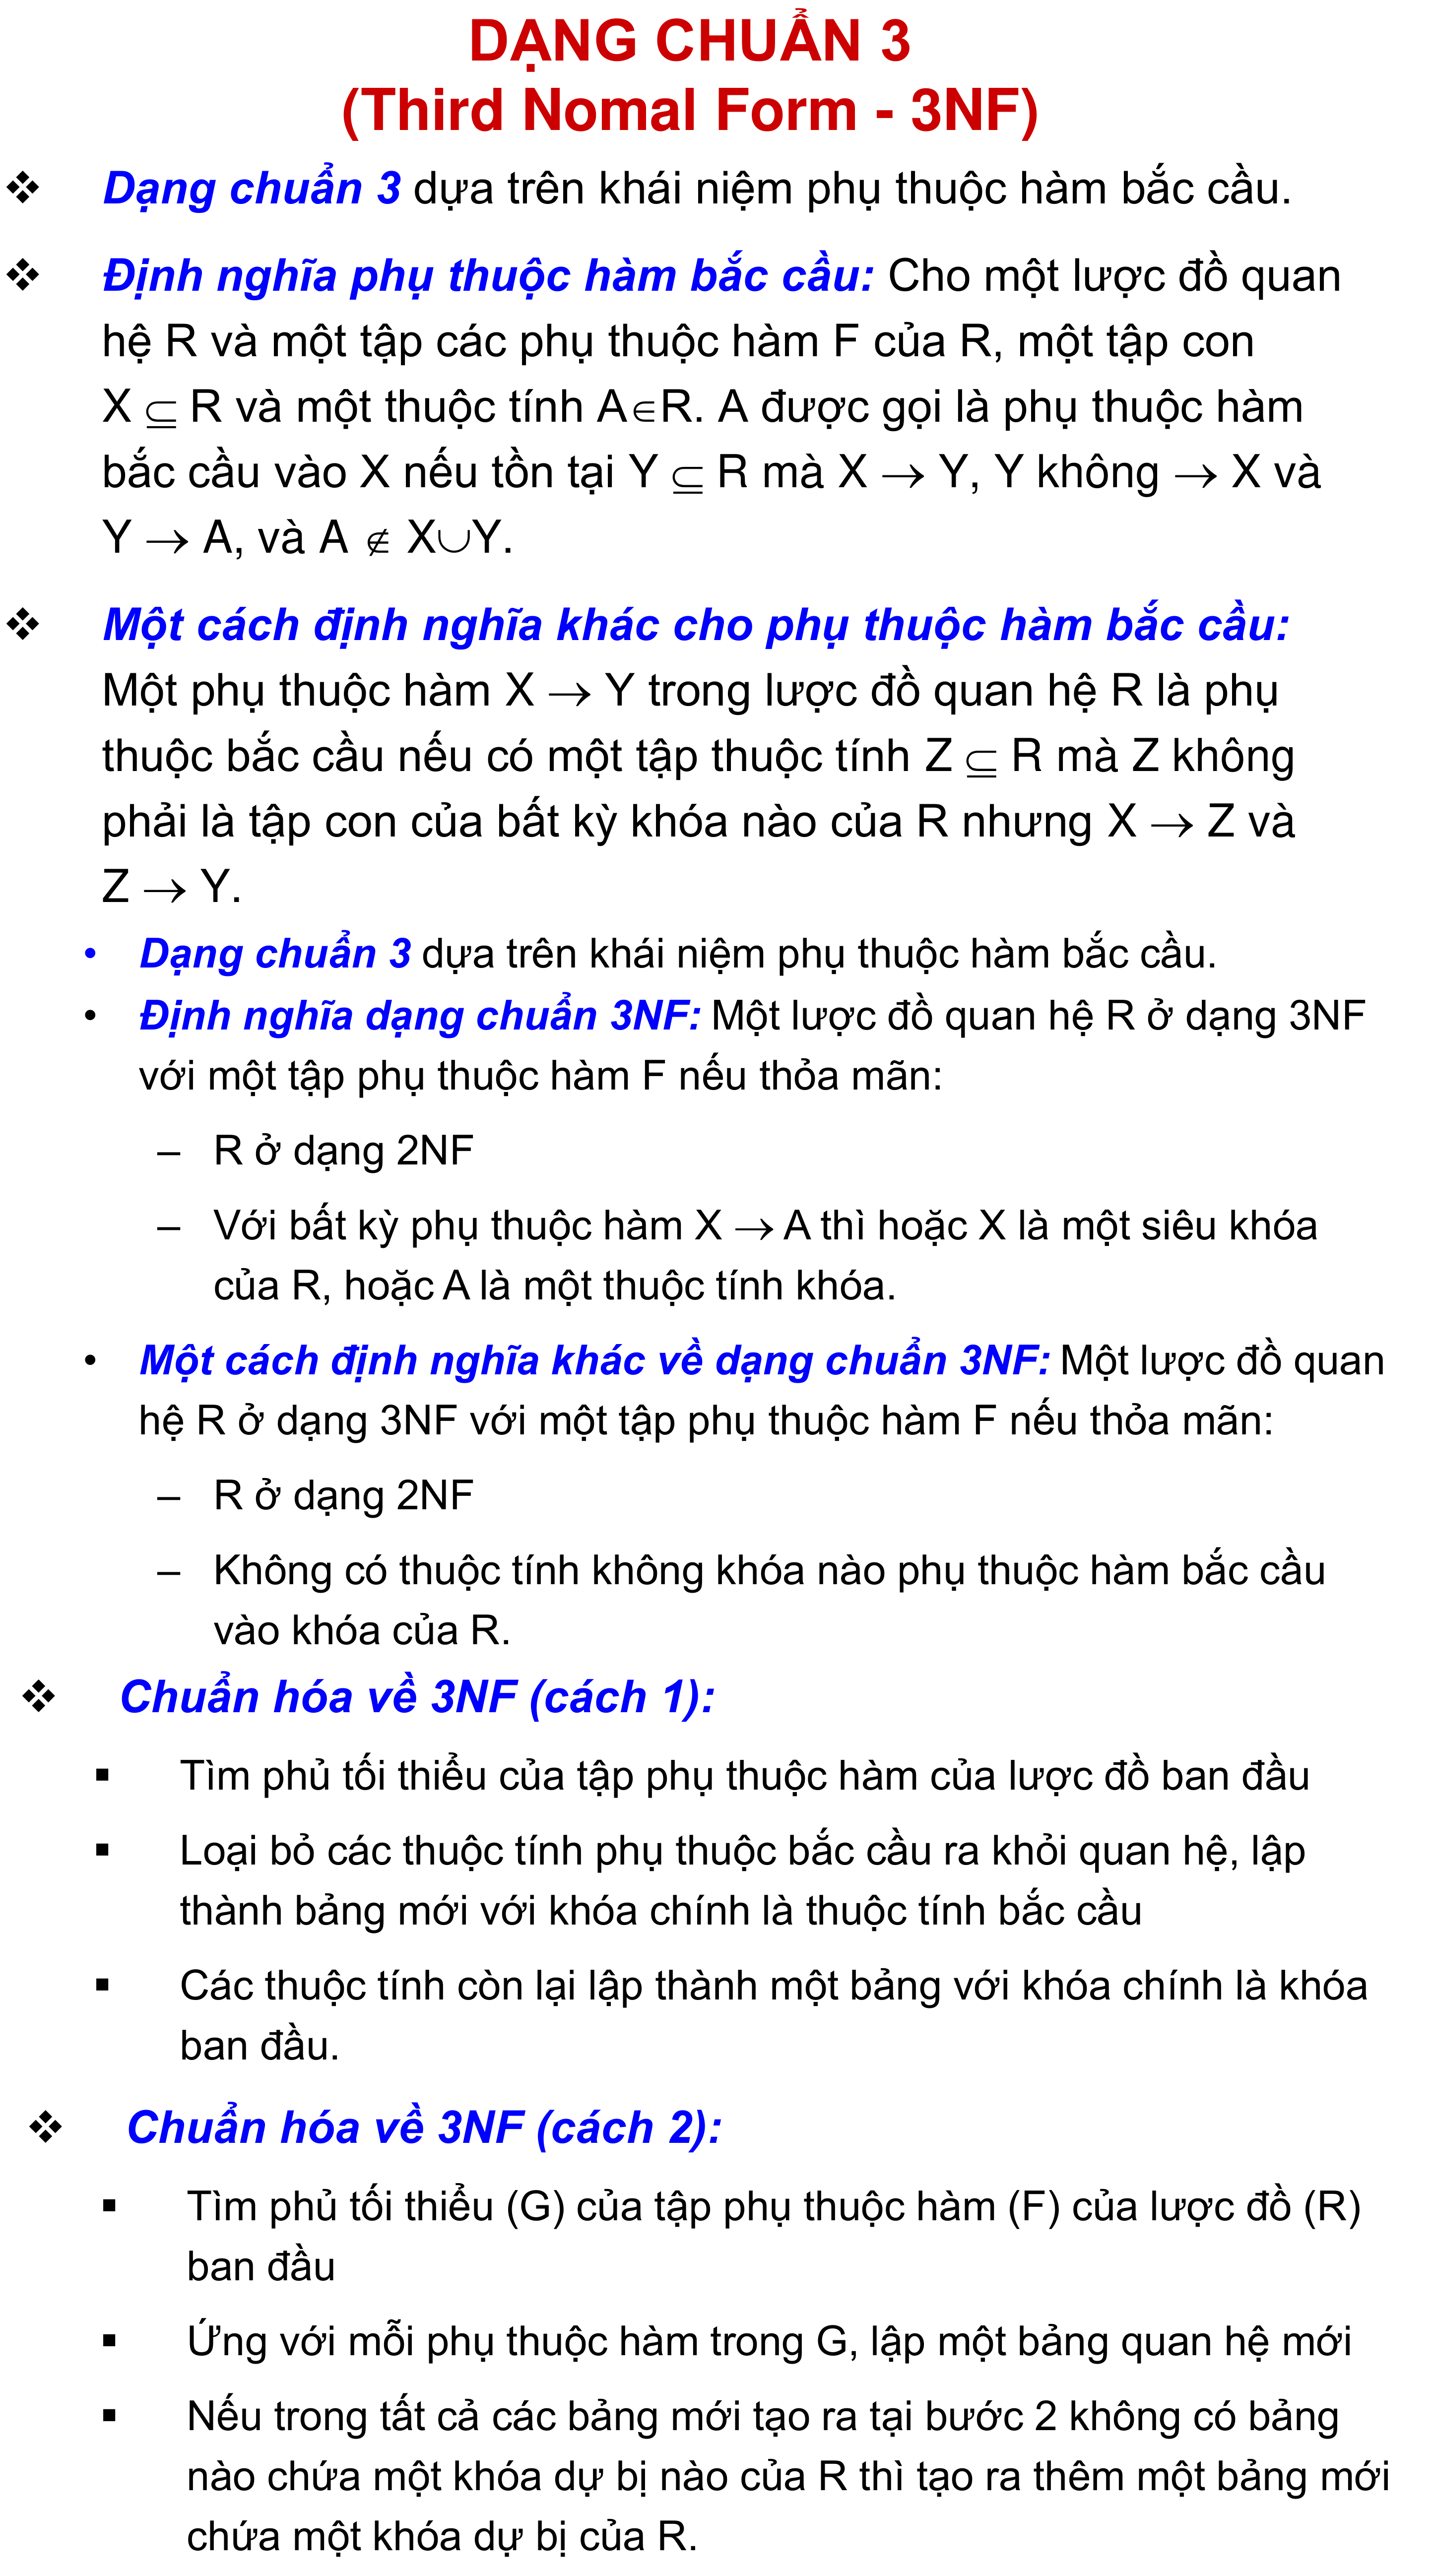 DẠNG CHUẨN 3
(Third Nomal Form - 3NF)
❖ Dạng chuẩn 3 dựa trên khái niệm phụ thuộc hàm bắc cầu.
❖ Định nghĩa phụ thuộc hàm bắc cầu: Cho một lược đồ quan
hệ R và một tập các phụ thuộc hàm F của R, một tập con
X ⊆ R và một thuộc tính A∈R. A được gọi là phụ thuộc hàm
bắc cầu vào X nếu tồn tại Y ⊆ R mà X → Y, Y không → X và
Y → A, và A ∉ X∪Y.
❖ Một cách định nghĩa khác cho phụ thuộc hàm bắc cầu:
Một phụ thuộc hàm X → Y trong lược đồ quan hệ R là phụ
thuộc bắc cầu nếu có một tập thuộc tính Z ⊆ R mà Z không
phải là tập con của bất kỳ khóa nào của R nhưng X → Z và
Z → Y.
• Dạng chuẩn 3 dựa trên khái niệm phụ thuộc hàm bắc cầu.
• Định nghĩa dạng chuẩn 3NF: Một lược đồ quan hệ R ở dạng 3NF
với một tập phụ thuộc hàm F nếu thỏa mãn:
– R ở dạng 2NF
– Với bất kỳ phụ thuộc hàm X → A thì hoặc X là một siêu khóa
của R, hoặc A là một thuộc tính khóa.
• Một cách định nghĩa khác về dạng chuẩn 3NF: Một lược đồ quan
hệ R ở dạng 3NF với một tập phụ thuộc hàm F nếu thỏa mãn:
– R ở dạng 2NF
– Không có thuộc tính không khóa nào phụ thuộc hàm bắc cầu
vào khóa của R.
❖ Chuẩn hóa về 3NF (cách 1):
▪ Tìm phủ tối thiểu của tập phụ thuộc hàm của lược đồ ban đầu
▪ Loại bỏ các thuộc tính phụ thuộc bắc cầu ra khỏi quan hệ, lập
thành bảng mới với khóa chính là thuộc tính bắc cầu
▪ Các thuộc tính còn lại lập thành một bảng với khóa chính là khóa
ban đầu.
❖ Chuẩn hóa về 3NF (cách 2):
▪ Tìm phủ tối thiểu (G) của tập phụ thuộc hàm (F) của lược đồ (R)
ban đầu
▪ Ứng với mỗi phụ thuộc hàm trong G, lập một bảng quan hệ mới
▪ Nếu trong tất cả các bảng mới tạo ra tại bước 2 không có bảng
nào chứa một khóa dự bị nào của R thì tạo ra thêm một bảng mới
chứa một khóa dự bị của R.